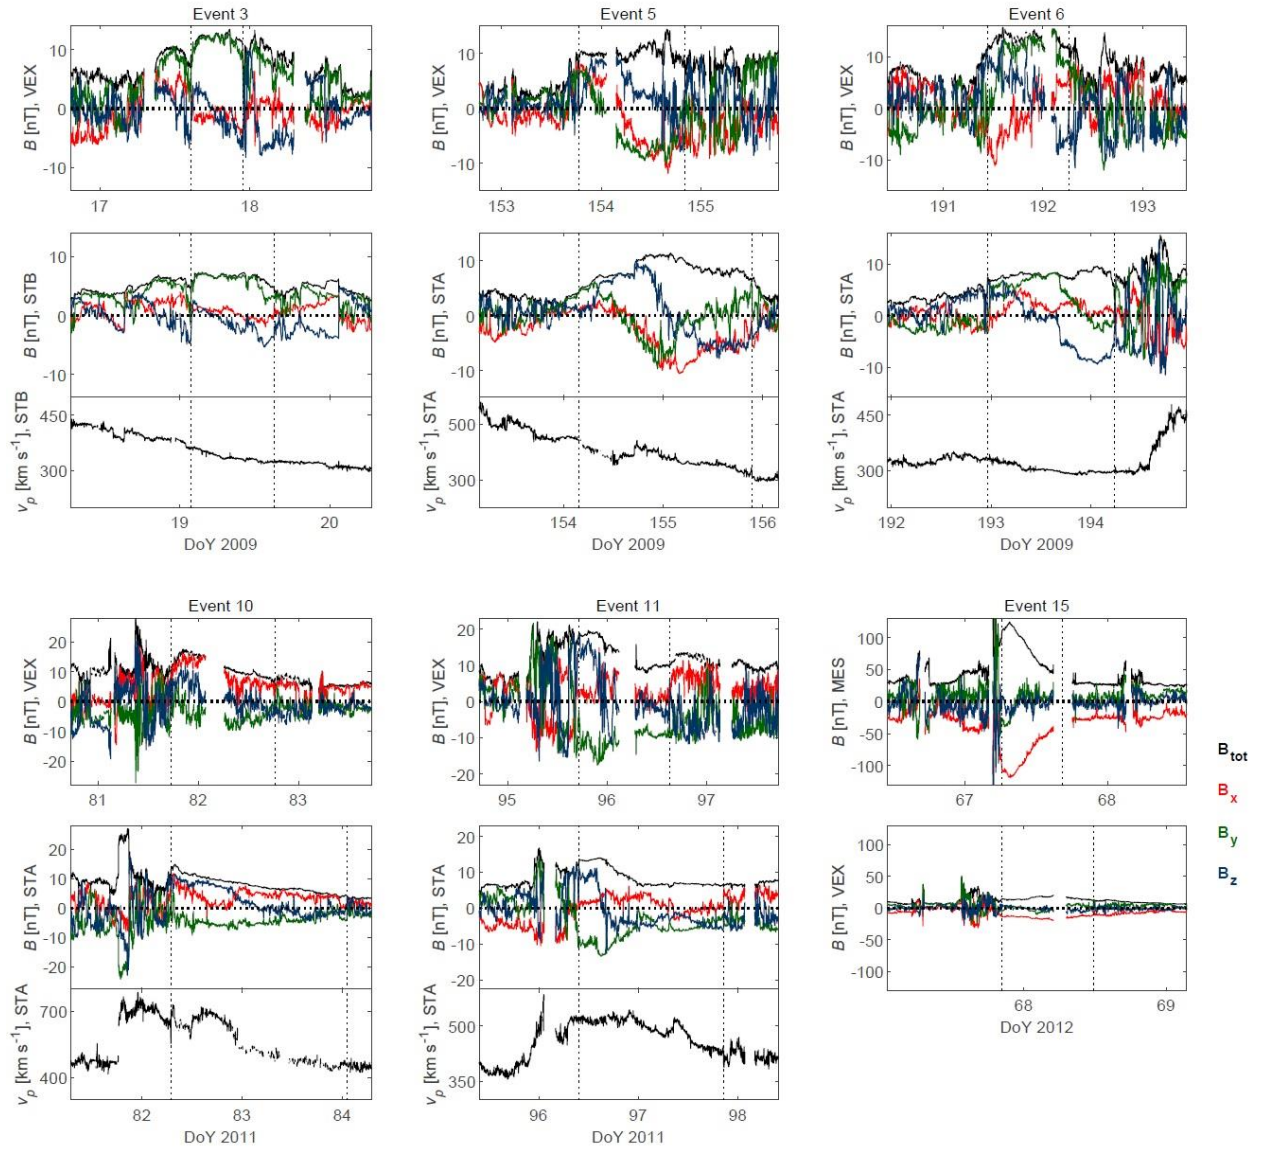 Event 3
B [nT], VEX
10
0
-10
17
18
B [nT], STB
10
0
-10
vp [km s-1], STB
450
300
19
20
DoY 2009
Event 5
B [nT], VEX
10
0
-10
153
154
155
B [nT], STA
10
0
-10
vp [km s-1], STA
500
300
154
155
156
DoY 2009
Event 6
B [nT], VEX
10
0
-10
191
192
193
B [nT], STA
10
0
-10
vp [km s-1], STA
450
300
192
193
194
DoY 2009
Event 10
B [nT], VEX
20
10
0
-10
-20
81
82
83
B [nT], STA
20
10
0
-10
-20
vp [km s-1], STA
700
400
82
83
84
DoY 2011
Event 11
B [nT], VEX
20
10
0
-10
-20
95
96
97
B [nT], STA
20
10
0
-10
-20
vp [km s-1], STA
500
350
96
97
98
DoY 2011
Event 15
B [nT], MES
100
50
0
-50
-100
67
68
B [nT], VEX
100
50
0
-50
-100
68
69
DoY 2012
Btot
Bx
By
Bz